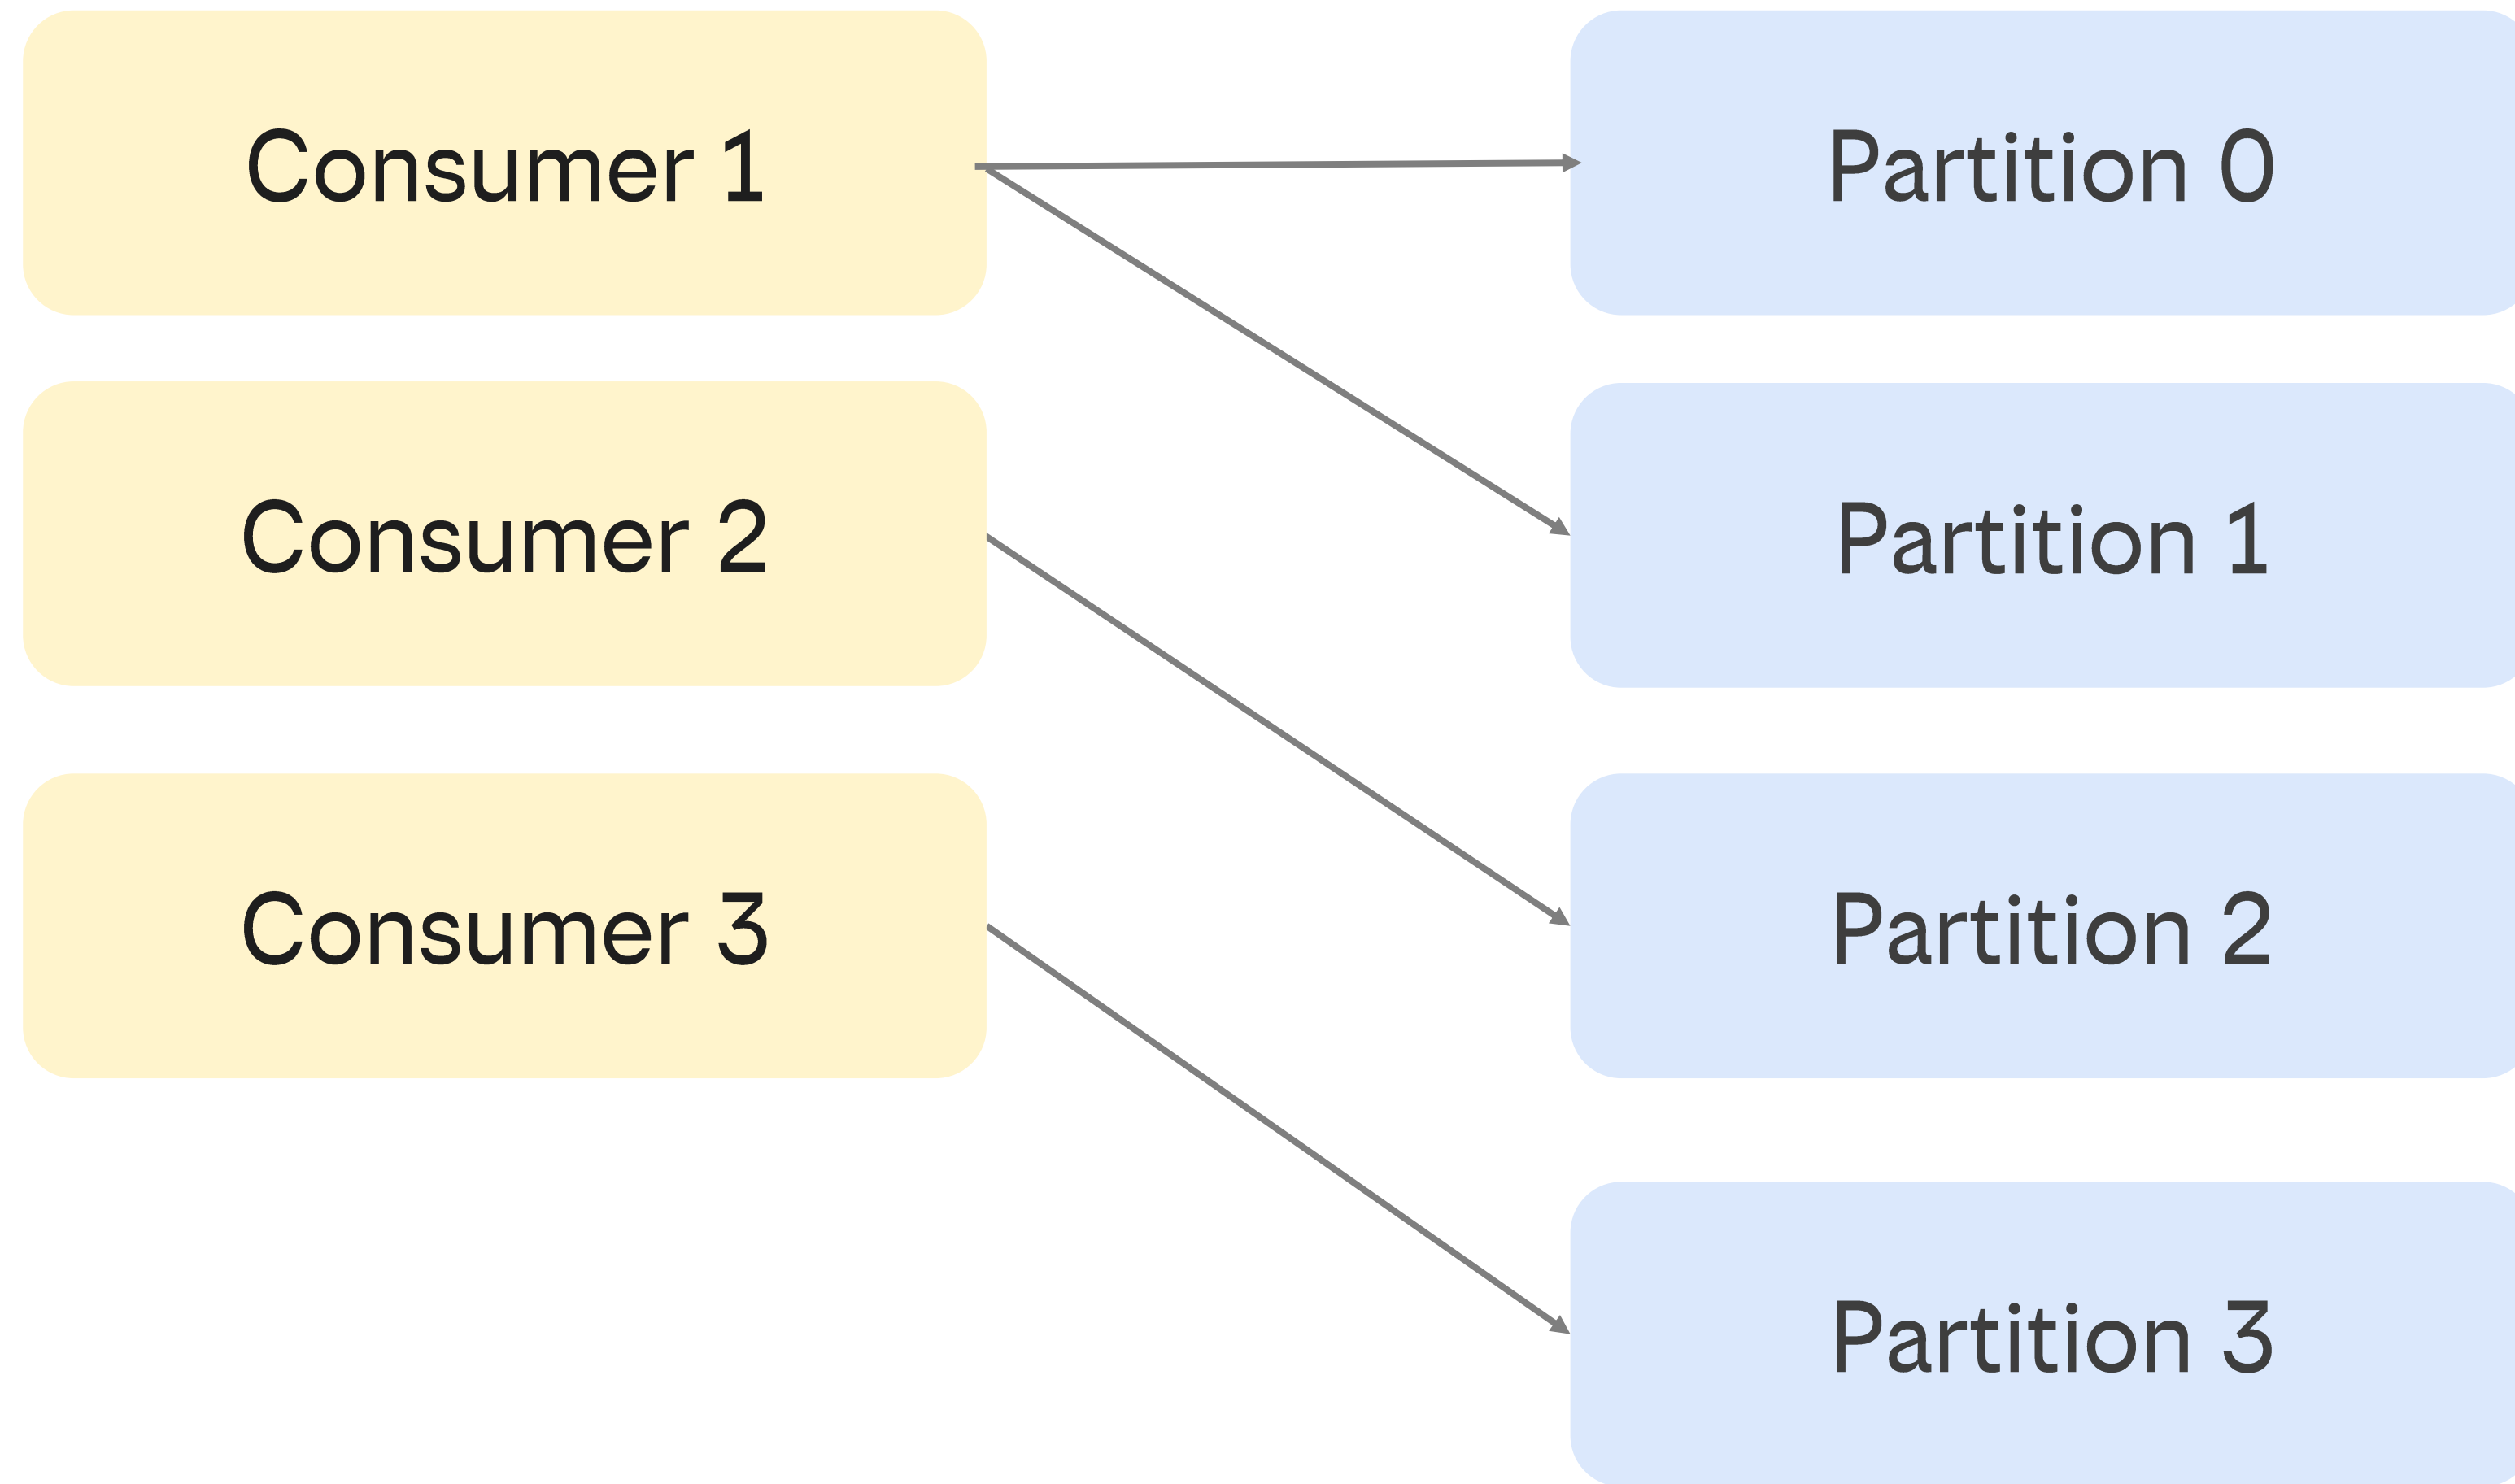 Consumer 1
Partition 0
Consumer 2
Partition 1
Consumer 3
Partition 2
Partition 3